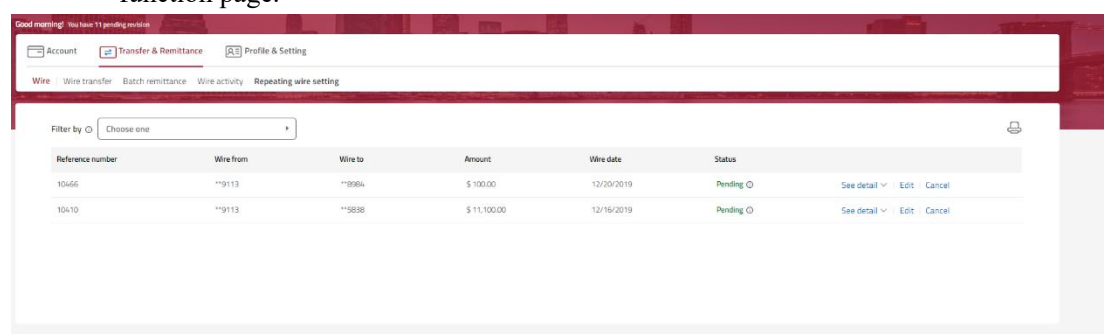 function page.
Good morning! You have 11 pending revision
Account Transfer & Remittance Profile & Setting
Wire Wire transfer Batch remittance Wire activity Repeating wire setting
Filter by Choose one
Reference number Wire from Wire to Amount Wire date Status
10466 **9113 **8984 $ 100.00 12/20/2019 Pending See detail Edit Cancel
10410 **9113 **5838 $ 11,100.00 12/16/2019 Pending See detail Edit Cancel